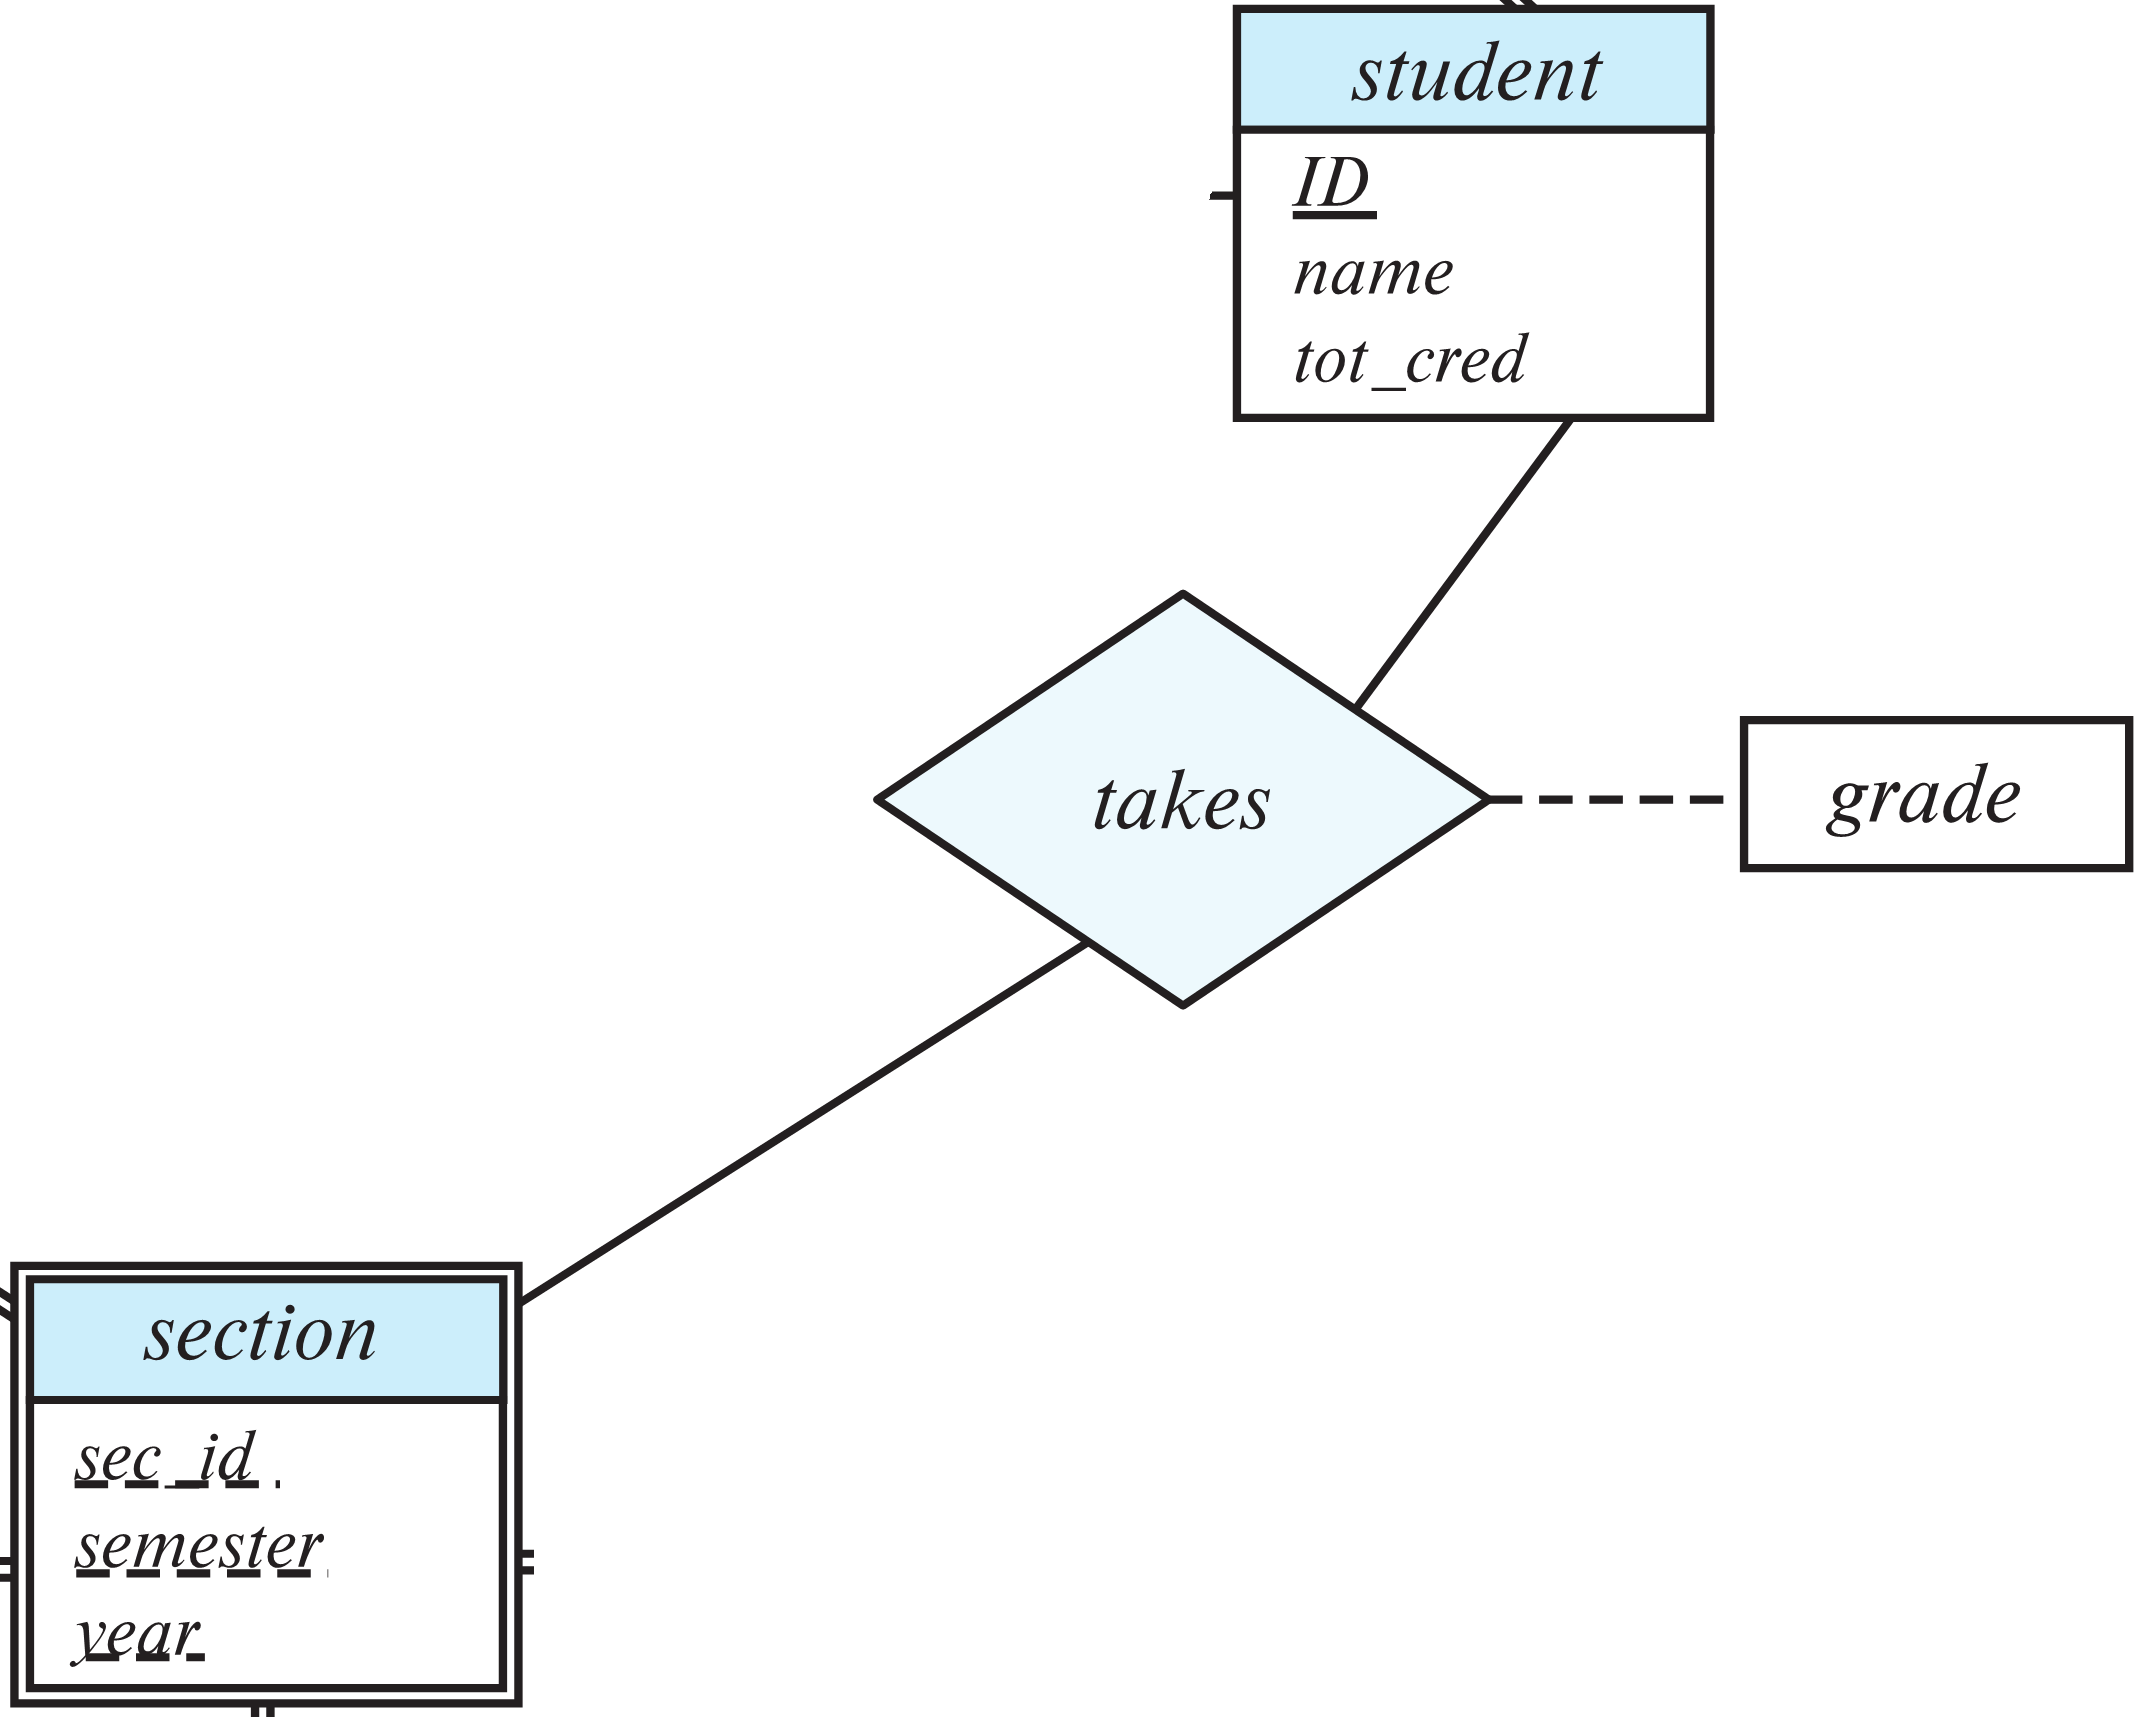 student
ID
name
tot_cred
takes
grade
section
sec_id
semester
year